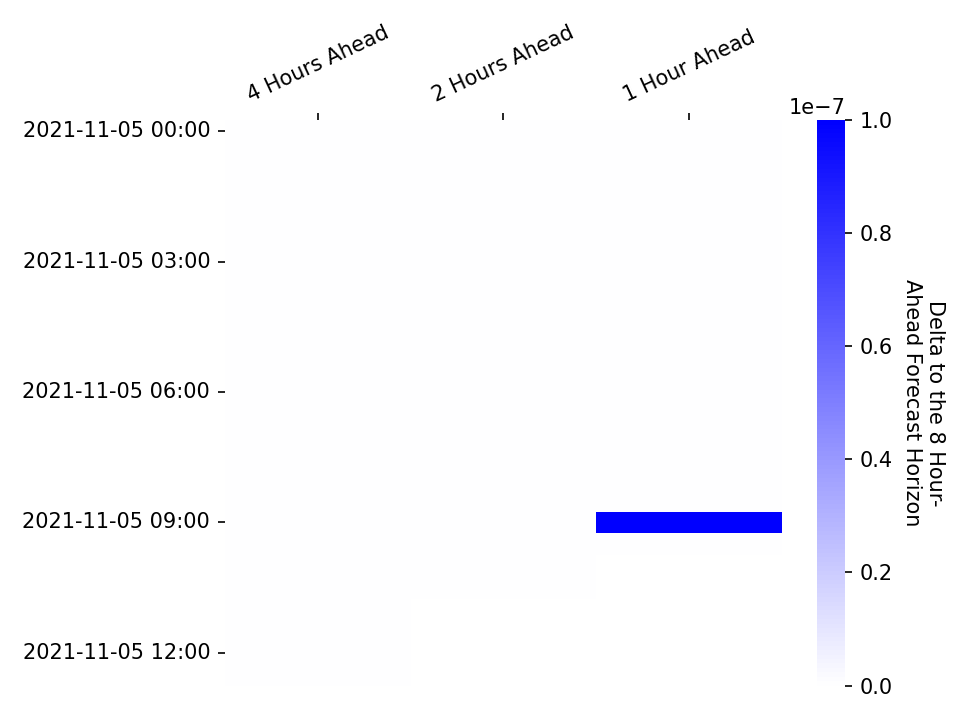 4 Hours Ahead
2 Hours Ahead
1 Hour Ahead
1e−7
2021-11-05 00:00
2021-11-05 03:00
2021-11-05 06:00
2021-11-05 09:00
2021-11-05 12:00
1.0
0.8
0.6
0.4
0.2
0.0
Delta to the 8 Hour-
Ahead Forecast Horizon